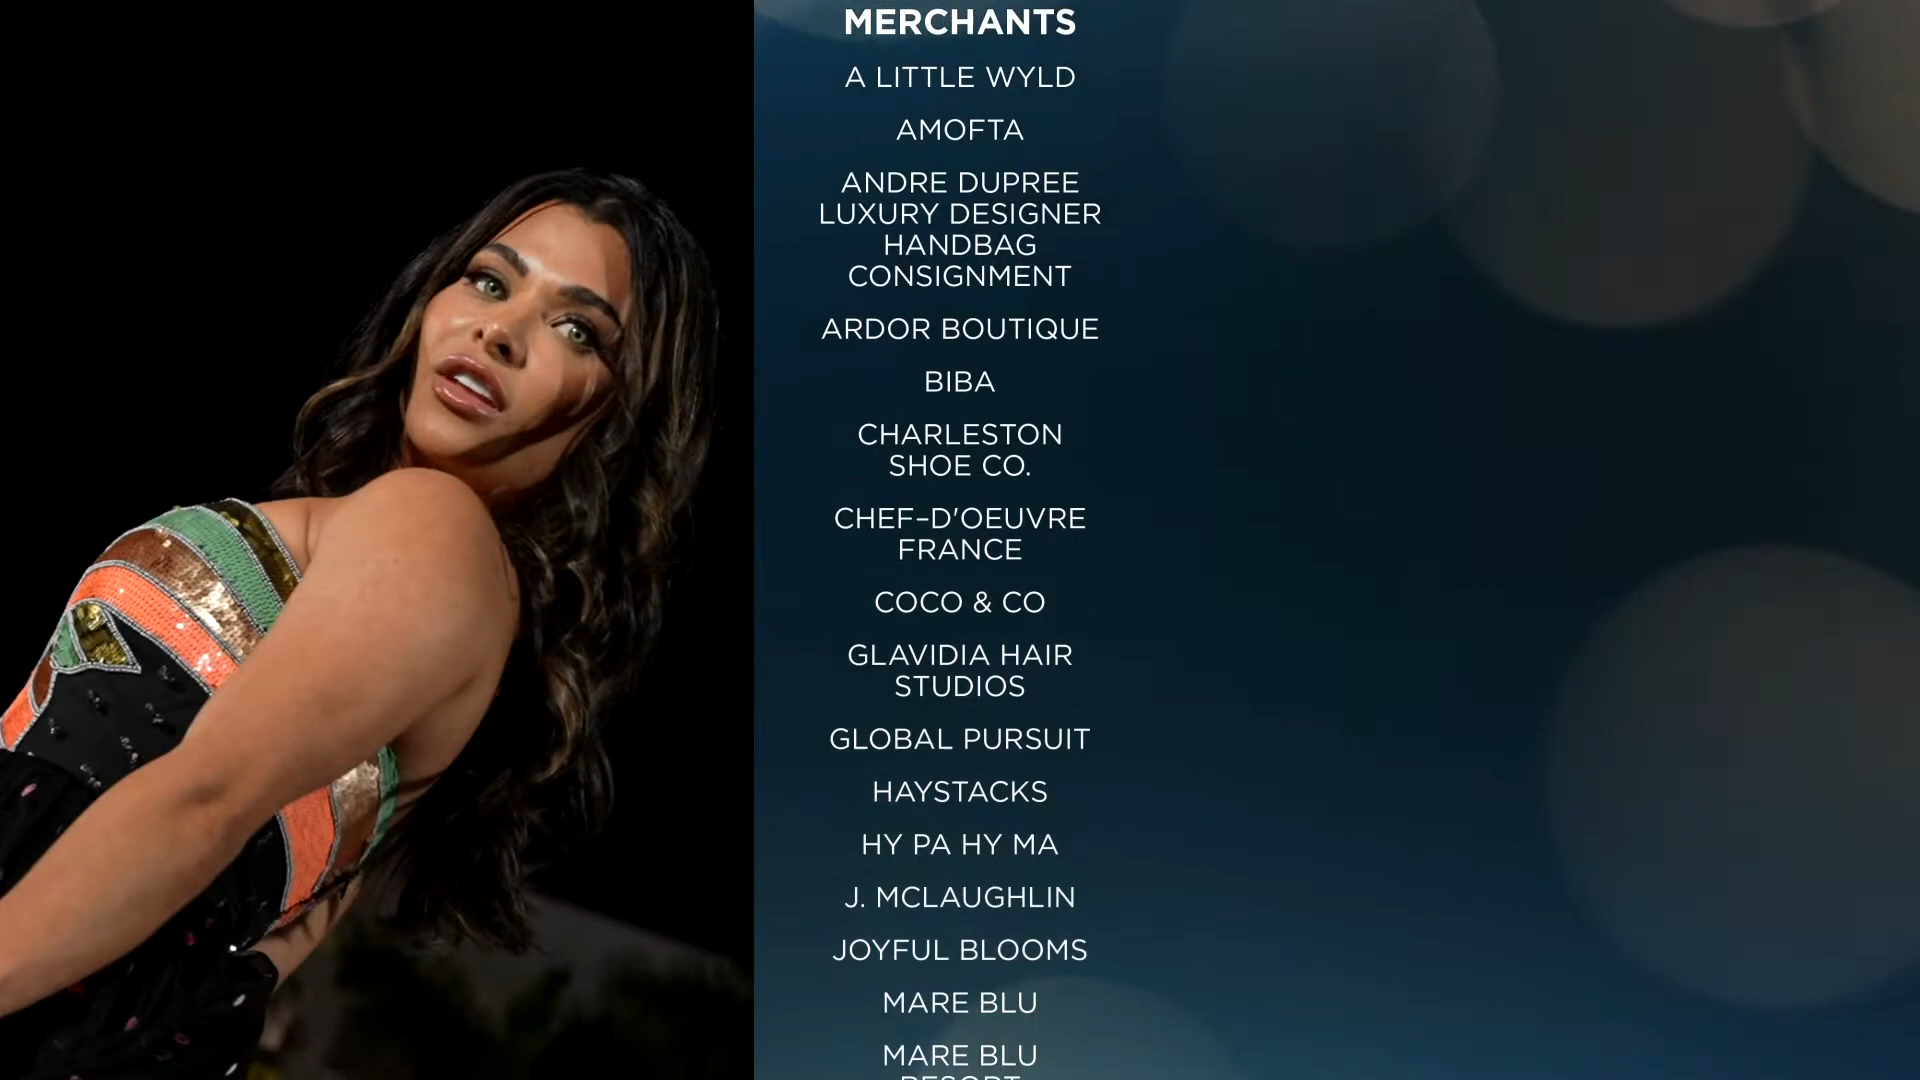 MERCHANTS
A LITTLE WYLD
AMOFTA
ANDRE DUPREE
LUXURY DESIGNER
HANDBAG
CONSIGNMENT
ARDOR BOUTIQUE
BIBA
CHARLESTON
SHOE CO.
CHEF–D'OEUVRE
FRANCE
COCO & CO
GLAVIDIA HAIR
STUDIOS
GLOBAL PURSUIT
HAYSTACKS
HY PA HY MA
J. MCLAUGHLIN
JOYFUL BLOOMS
MARE BLU
MARE BLU